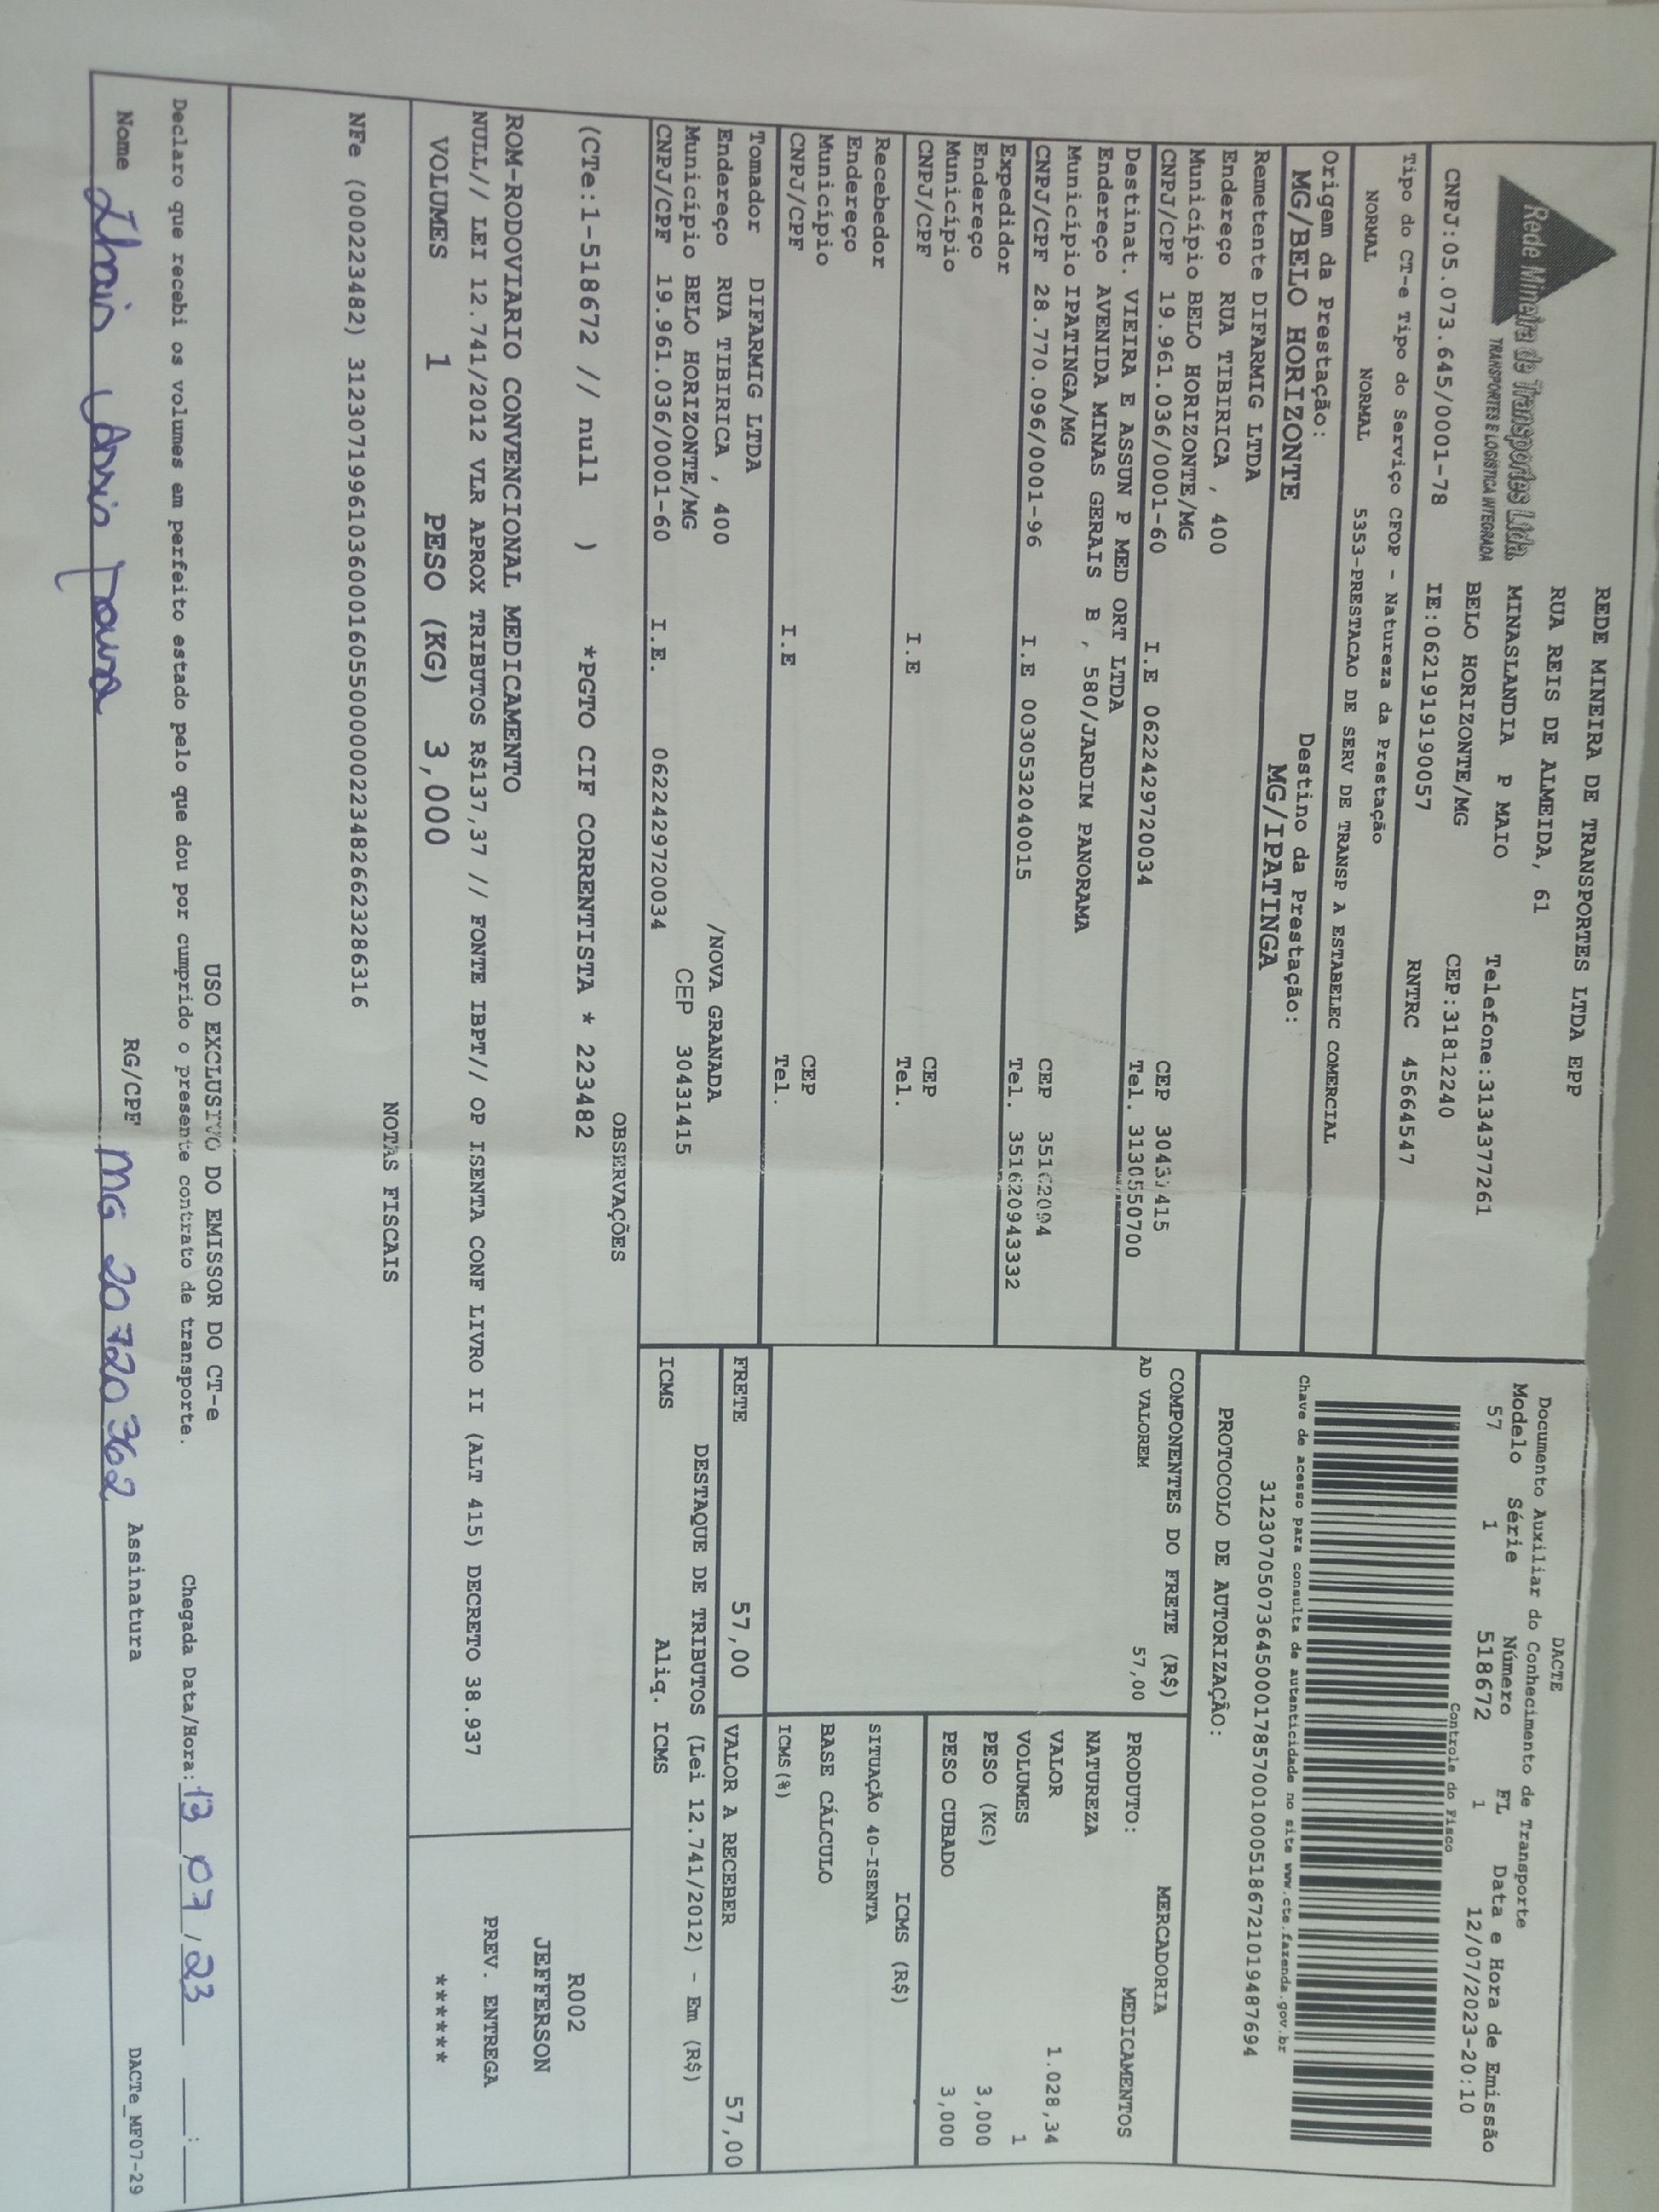 Rede Mineira de Transportes Ltda.
TRANSPORTES E LOGÍSTICA INTEGRADA
CNPJ:05.073.645/0001-78
REDE MINEIRA DE TRANSPORTES LTDA EPP
RUA REIS DE ALMEIDA, 61
MINASLANDIA P MAIO Telefone:3134377261
BELO HORIZONTE/MG CEP:31812240
IE:0621919190057 RNTRC 45664547
Tipo do CT-e Tipo do Serviço CFOP - Natureza da Prestação
NORMAL NORMAL 5353-PRESTACAO DE SERV DE TRANSP A ESTABELEC COMERCIAL
Origem da Prestação: Destino da Prestação:
MG/BELO HORIZONTE MG/IPATINGA
Remetente DIFARMIG LTDA
Endereço RUA TIBIRICA , 400
Município BELO HORIZONTE/MG CEP 30431415
CNPJ/CPF 19.961.036/0001-60 I.E 0622429720034 Tel. 3130550700
Destinat. VIEIRA E ASSUN P MED ORT LTDA
Endereço AVENIDA MINAS GERAIS B , 580/JARDIM PANORAMA
Município IPATINGA/MG CEP 35162094
CNPJ/CPF 28.770.096/0001-96 I.E 0030532040015 Tel. 351620943332
Expedidor
Endereço
Município CEP
CNPJ/CPF I.E Tel.
Recebedor
Endereço
Município CEP
CNPJ/CPF I.E Tel.
Tomador DIFARMIG LTDA
Endereço RUA TIBIRICA , 400 /NOVA GRANADA
Município BELO HORIZONTE/MG CEP 30431415
CNPJ/CPF 19.961.036/0001-60 I.E. 0622429720034
DACTE
Documento Auxiliar do Conhecimento de Transporte
Modelo Série Número FL Data e Hora de Emissão
57 1 518672 1 12/07/2023-20:10
Controle do Fisco
Chave de acesso para consulta de autenticidade no site www.cte.fazenda.gov.br
31230705073645000178570010005186721019487694
PROTOCOLO DE AUTORIZAÇÃO:
COMPONENTES DO FRETE (R$)
AD VALOREM 57,00
MERCADORIA
PRODUTO: MEDICAMENTOS
NATUREZA
VALOR 1.028,34
VOLUMES 1
PESO (KG) 3,000
PESO CUBADO 3,000
ICMS (R$)
SITUAÇÃO 40-ISENTA
BASE CÁLCULO
ICMS(%)
FRETE 57,00 VALOR A RECEBER 57,00
DESTAQUE DE TRIBUTOS (Lei 12.741/2012) - Em (R$)
ICMS Aliq. ICMS
OBSERVAÇÕES
(CTe:1-518672 // null ) *PGTO CIF CORRENTISTA * 223482
ROM-RODOVIARIO CONVENCIONAL MEDICAMENTO
NULL// LEI 12.741/2012 VLR APROX TRIBUTOS R$137,37 // FONTE IBPT// OP ISENTA CONF LIVRO II (ALT 415) DECRETO 38.937
R002
JEFFERSON
PREV. ENTREGA
******
VOLUMES 1 PESO (KG) 3,000
NOTAS FISCAIS
NFe (000223482) 31230719961036000160550000002234826623286316
USO EXCLUSIVO DO EMISSOR DO CT-e
Declaro que recebi os volumes em perfeito estado pelo que dou por cumprido o presente contrato de transporte. Chegada Data/Hora: 13 / 07 / 23 :
Nome RG/CPF MG 20 720 362 Assinatura
DACTe_MF07-29